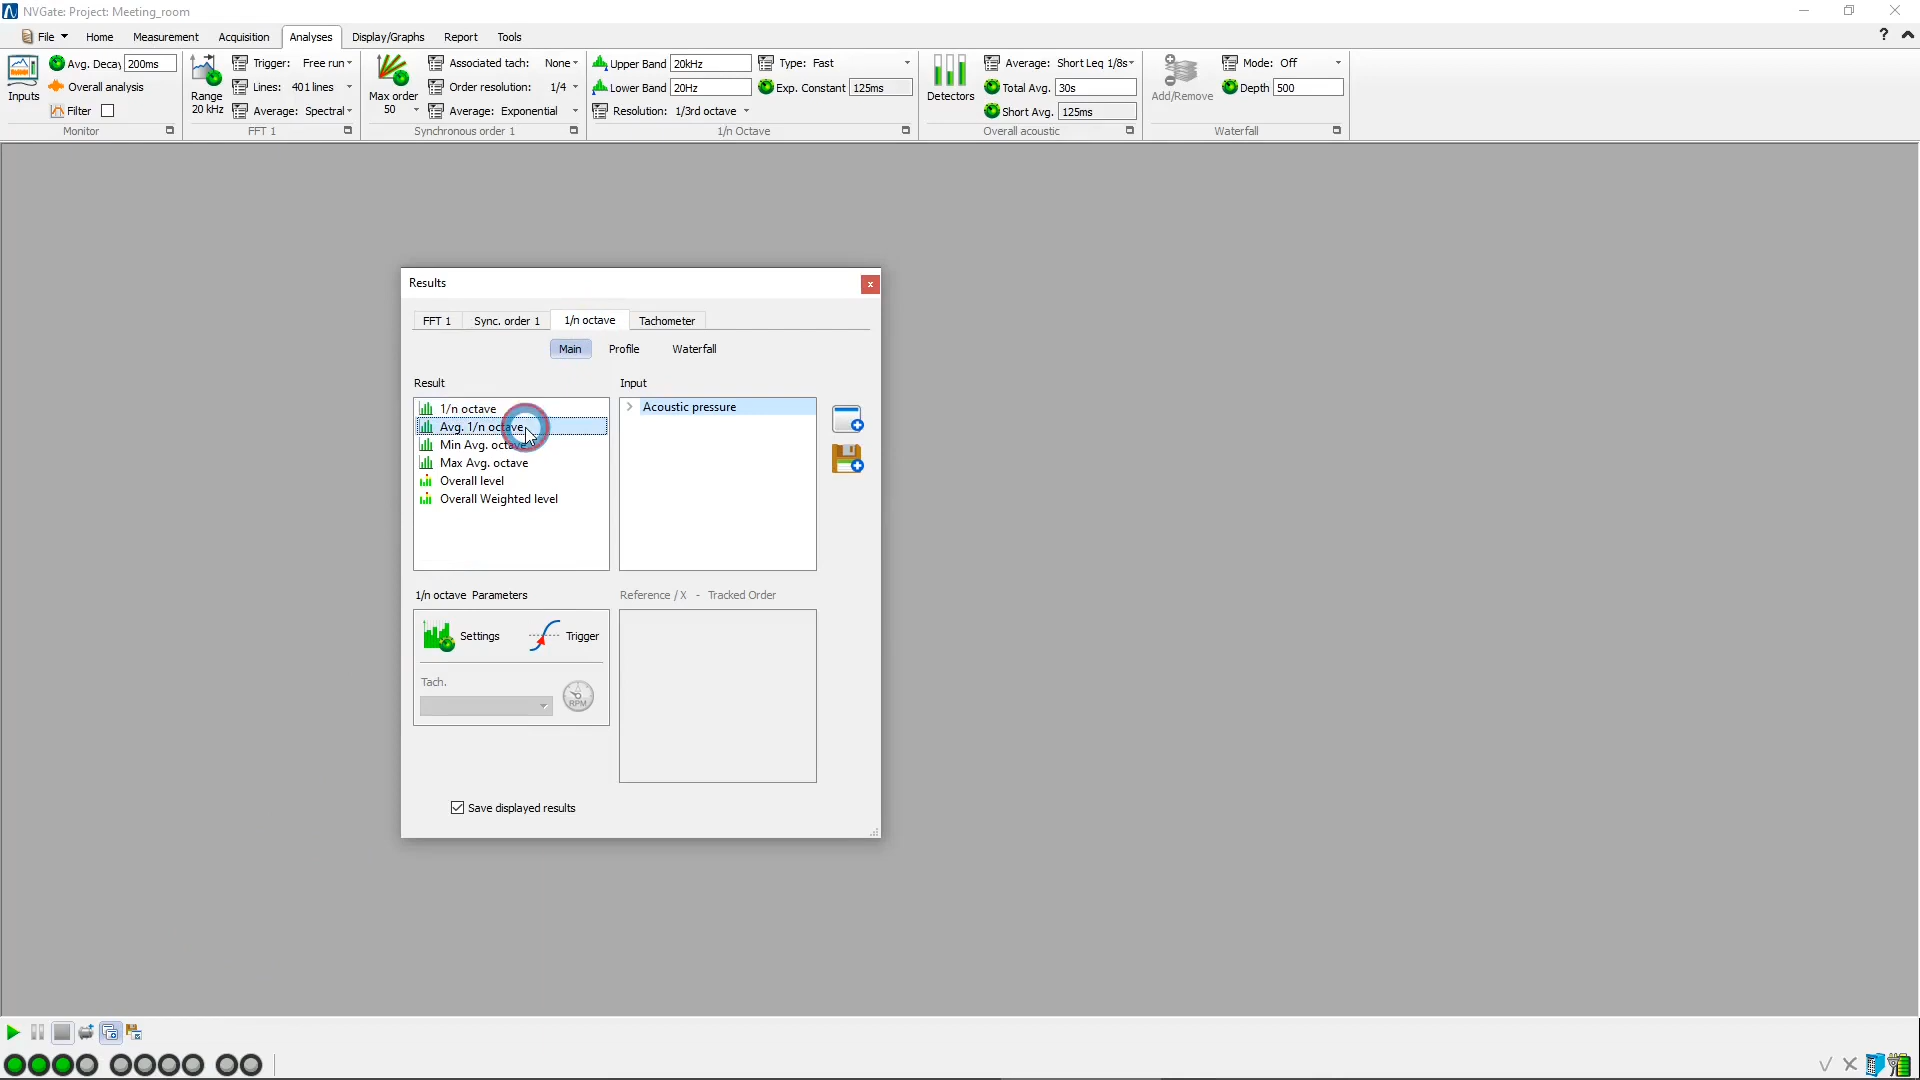 NVGate: Project: Meeting_room
File Home Measurement Acquisition Analyses Display/Graphs Report Tools
?
Inputs
Avg. Decay 200ms
Overall analysis
Filter
Monitor
Range
20 kHz
Trigger: Free run
Lines: 401 lines
Average: Spectral
FFT 1
Max order
50
Associated tach: None
Order resolution: 1/4
Average: Exponential
Synchronous order 1
Upper Band 20kHz
Lower Band 20Hz
Resolution: 1/3rd octave
Type: Fast
Exp. Constant 125ms
1/n Octave
Detectors
Average: Short Leq 1/8s
Total Avg. 30s
Short Avg. 125ms
Overall acoustic
Add/Remove
Mode: Off
Depth 500
Waterfall
Results
x
FFT 1 Sync. order 1 1/n octave Tachometer
Main Profile Waterfall
Result
1/n octave
Avg. 1/n octave
Min Avg. octave
Max Avg. octave
Overall level
Overall Weighted level
Input
Acoustic pressure
1/n octave Parameters
Settings Trigger
Tach.
RPM
Reference / X - Tracked Order
Save displayed results